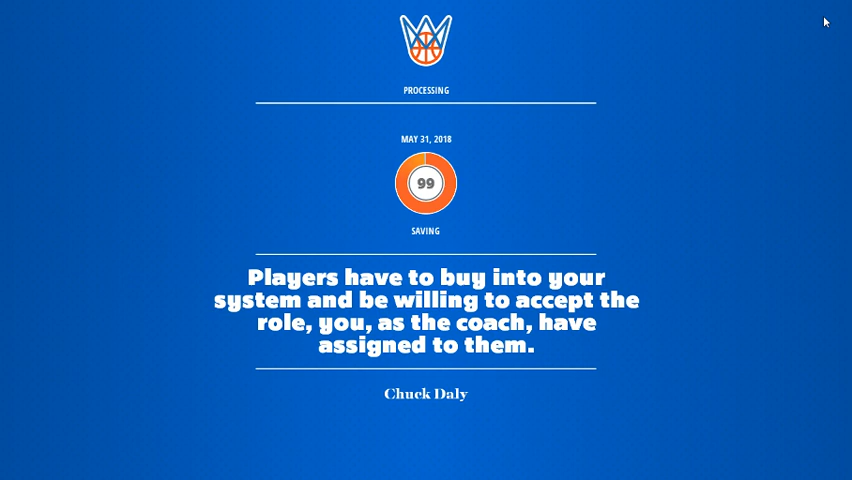 PROCESSING
MAY 31, 2018
99
SAVING
Players have to buy into your
system and be willing to accept the
role, you, as the coach, have
assigned to them.
Chuck Daly